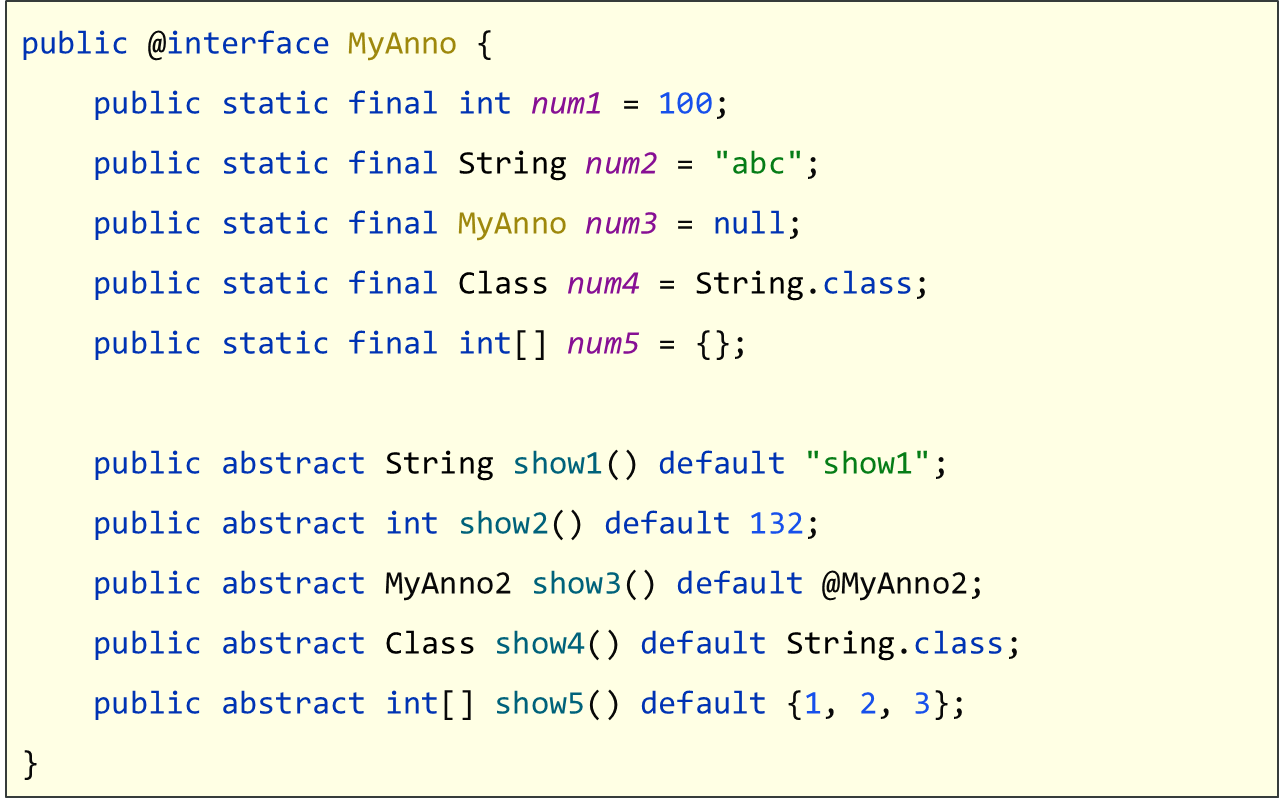 public @interface MyAnno {
    public static final int num1 = 100;
    public static final String num2 = "abc";
    public static final MyAnno num3 = null;
    public static final Class num4 = String.class;
    public static final int[] num5 = {};

    public abstract String show1() default "show1";
    public abstract int show2() default 132;
    public abstract MyAnno2 show3() default @MyAnno2;
    public abstract Class show4() default String.class;
    public abstract int[] show5() default {1, 2, 3};
}